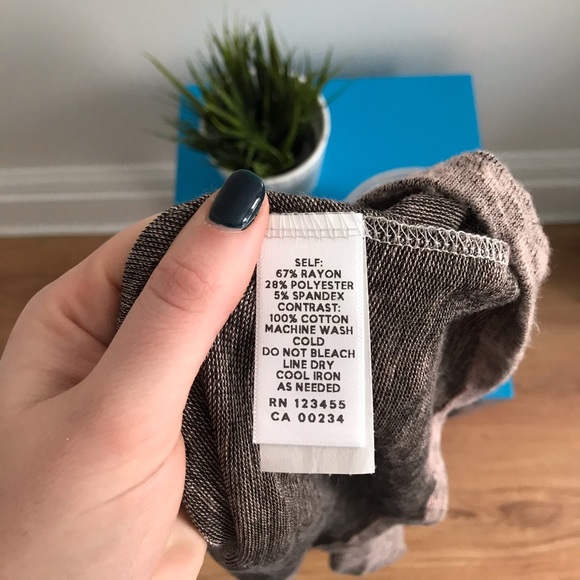 SELF:
67% RAYON
28% POLYESTER
5% SPANDEX
CONTRAST:
100% COTTON
MACHINE WASH
COLD
DO NOT BLEACH
LINE DRY
COOL IRON
AS NEEDED
RN 123455
CA 00234